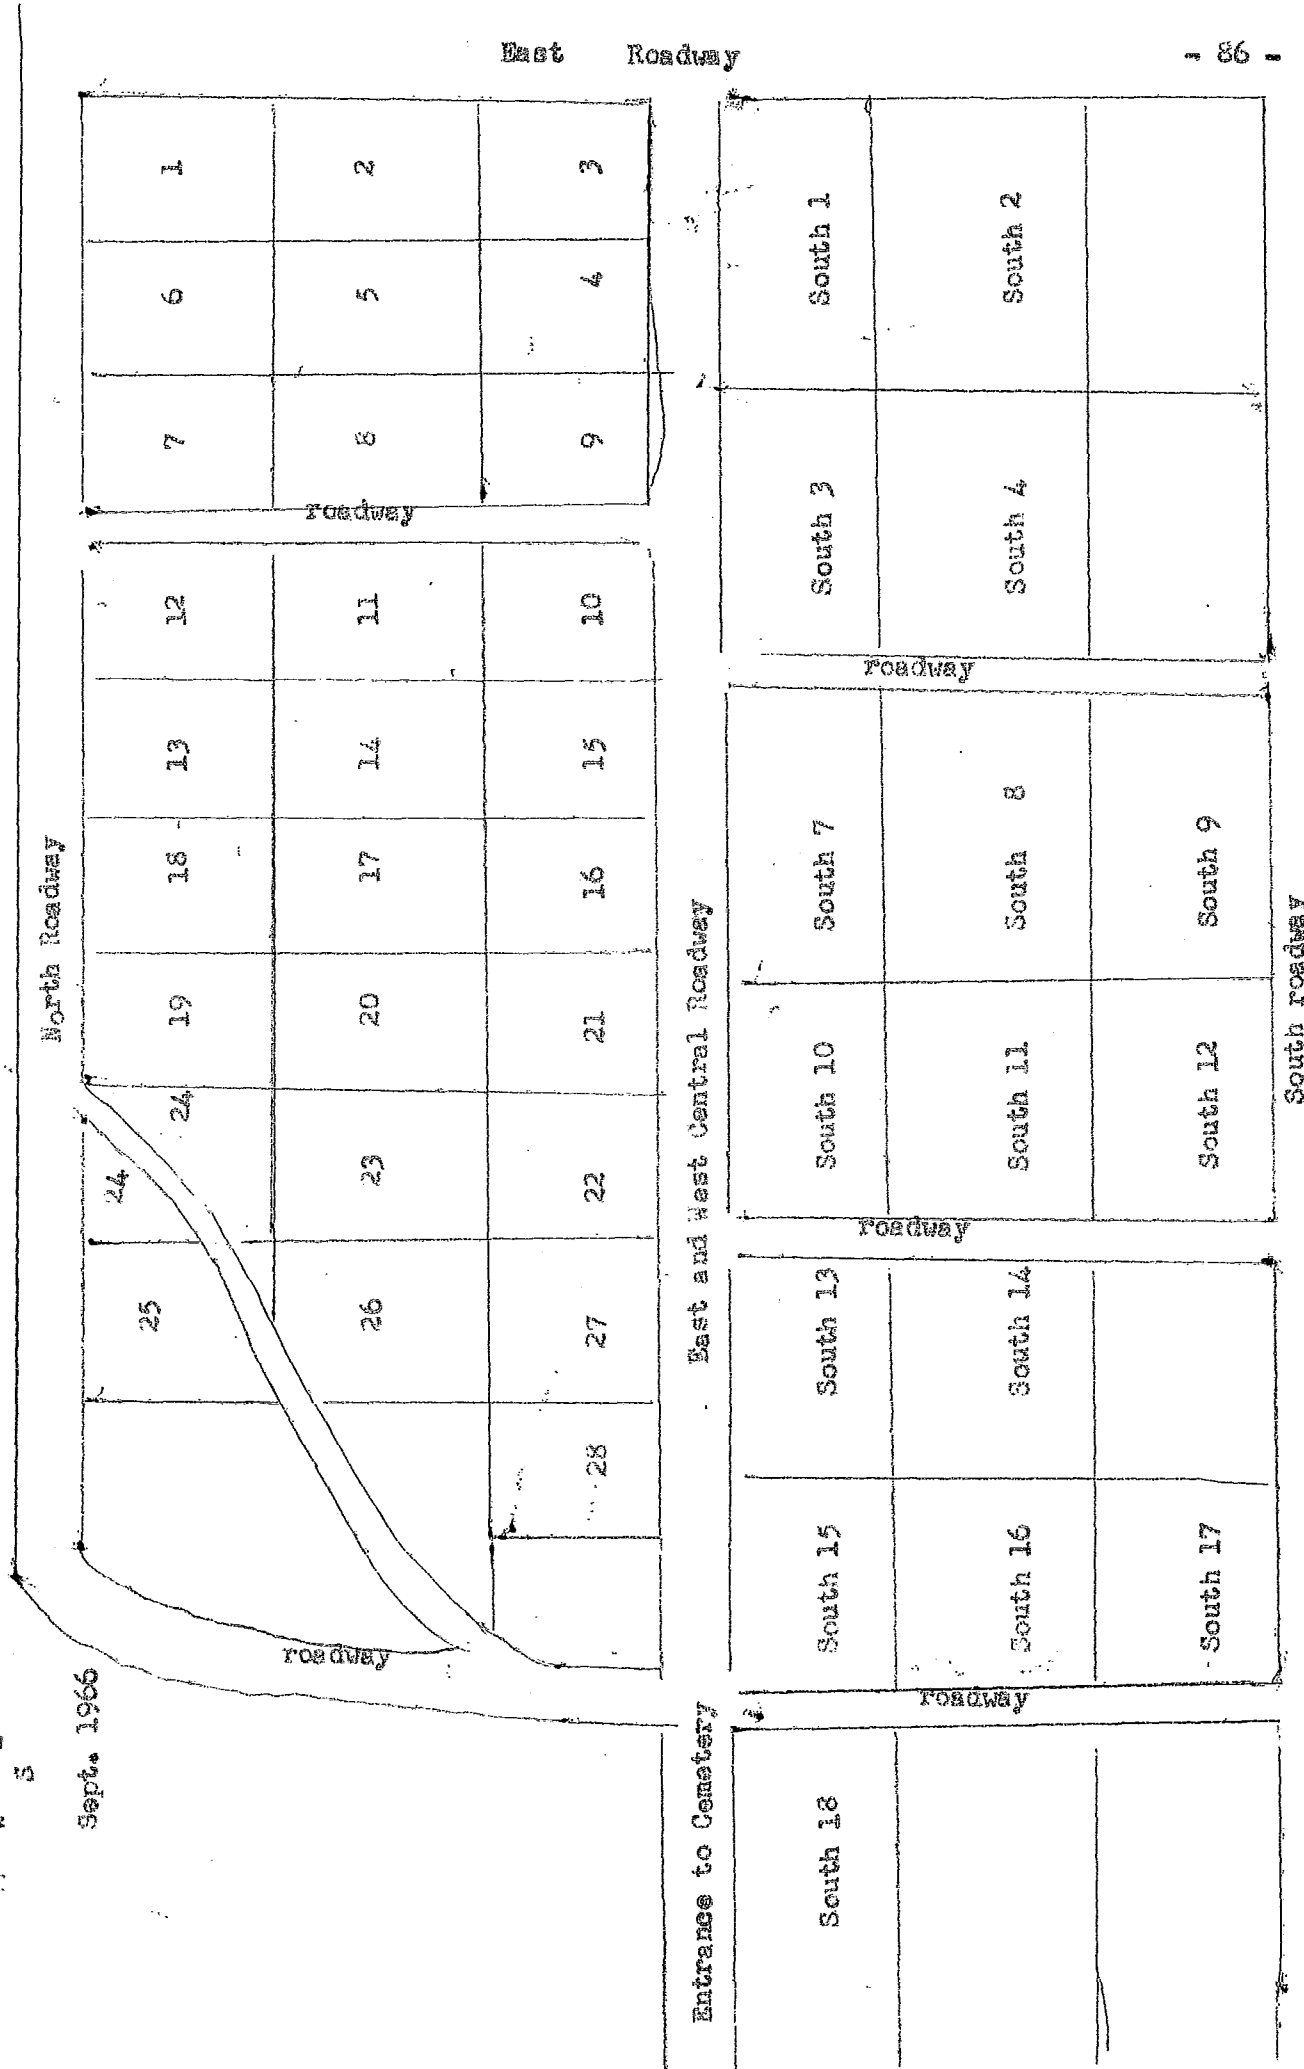 East Roadway
- 86 -
1
2
3
6
5
4
7
8
9
roadway
12
11
10
13
14
15
18
17
16
19
20
21
24
24
23
22
25
26
27
28
roadway
North Roadway
Sept. 1966
S
East and West Central Roadway
Entrance to Cemetery
South 1
South 2
South 3
South 4
roadway
South 7
South 8
South 9
South 10
South 11
South 12
roadway
South 13
South 14
South 15
South 16
South 17
roadway
South 18
South roadway